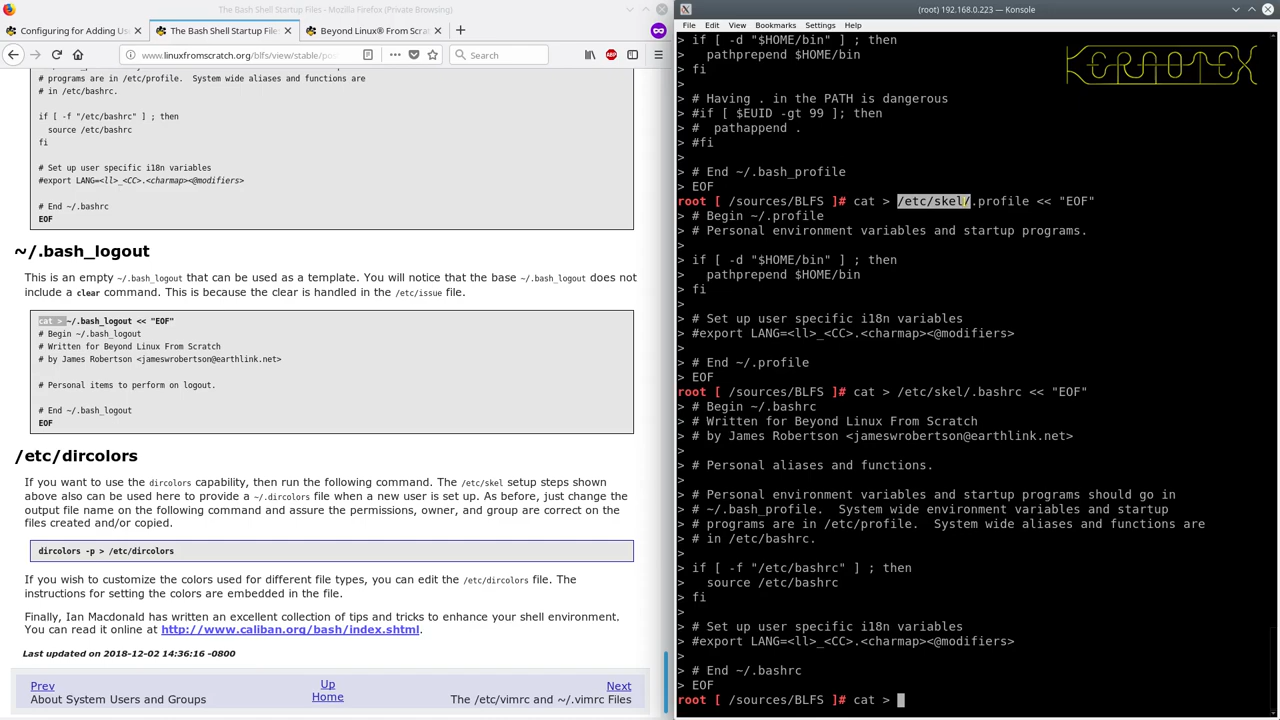 The Bash Shell Startup Files - Mozilla Firefox (Private Browsing)
Configuring for Adding Us
The Bash Shell Startup Files
Beyond Linux® From Scra
www.linuxfromscratch.org/blfs/view/stable/po
Search
# programs are in /etc/profile.  System wide aliases and functions are
# in /etc/bashrc.
if [ -f "/etc/bashrc" ] ; then
source /etc/bashrc
fi
# Set up user specific i18n variables
#export LANG=<ll>_<CC>.<charmap><@modifiers>
# End ~/.bashrc
EOF
~/.bash_logout
This is an empty ~/.bash_logout that can be used as a template. You will notice that the base ~/.bash_logout does not
include a clear command. This is because the clear is handled in the /etc/issue file.
cat > ~/.bash_logout << "EOF"
# Begin ~/.bash_logout
# Written for Beyond Linux From Scratch
# by James Robertson <jameswrobertson@earthlink.net>
# Personal items to perform on logout.
# End ~/.bash_logout
EOF
/etc/dircolors
If you want to use the dircolors capability, then run the following command. The /etc/skel setup steps shown
above also can be used here to provide a ~/.dircolors file when a new user is set up. As before, just change the
output file name on the following command and assure the permissions, owner, and group are correct on the
files created and/or copied.
dircolors -p > /etc/dircolors
If you wish to customize the colors used for different file types, you can edit the /etc/dircolors file. The
instructions for setting the colors are embedded in the file.
Finally, Ian Macdonald has written an excellent collection of tips and tricks to enhance your shell environment.
You can read it online at http://www.caliban.org/bash/index.shtml.
Last updated on 2018-12-02 14:36:16 -0800
Prev
Up
Next
About System Users and Groups
Home
The /etc/vimrc and ~/.vimrc Files
(root) 192.168.0.223 — Konsole
File Edit View Bookmarks Settings Help
KERNOTEX
> if [ -d "$HOME/bin" ] ; then
>   pathprepend $HOME/bin
> fi
>
> # Having . in the PATH is dangerous
> #if [ $EUID -gt 99 ]; then
> #  pathappend .
> #fi
>
> # End ~/.bash_profile
> EOF
root [ /sources/BLFS ]# cat > /etc/skel/.profile << "EOF"
> # Begin ~/.profile
> # Personal environment variables and startup programs.
>
> if [ -d "$HOME/bin" ] ; then
>   pathprepend $HOME/bin
> fi
>
> # Set up user specific i18n variables
> #export LANG=<ll>_<CC>.<charmap><@modifiers>
>
> # End ~/.profile
> EOF
root [ /sources/BLFS ]# cat > /etc/skel/.bashrc << "EOF"
> # Begin ~/.bashrc
> # Written for Beyond Linux From Scratch
> # by James Robertson <jameswrobertson@earthlink.net>
>
> # Personal aliases and functions.
>
> # Personal environment variables and startup programs should go in
> # ~/.bash_profile.  System wide environment variables and startup
> # programs are in /etc/profile.  System wide aliases and functions are
> # in /etc/bashrc.
>
> if [ -f "/etc/bashrc" ] ; then
>   source /etc/bashrc
> fi
>
> # Set up user specific i18n variables
> #export LANG=<ll>_<CC>.<charmap><@modifiers>
>
> # End ~/.bashrc
> EOF
root [ /sources/BLFS ]# cat >